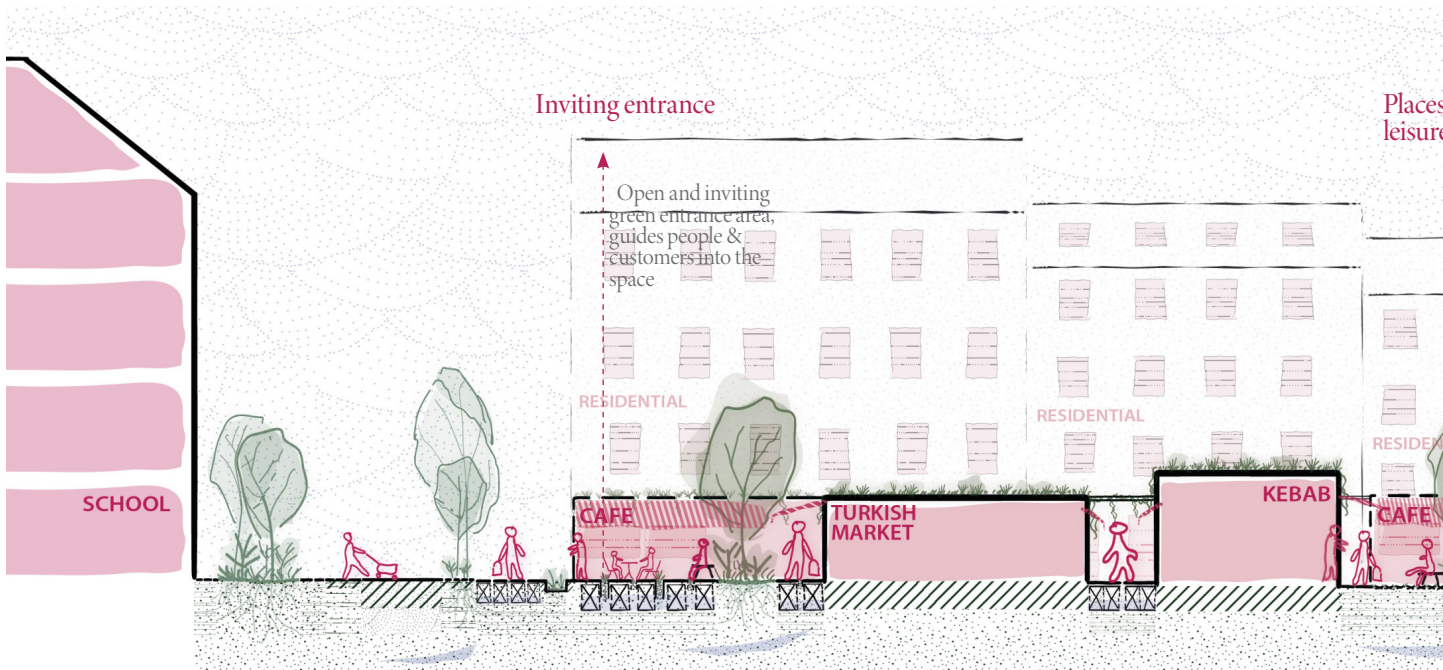 Inviting entrance
Places
leisure
Open and inviting
green entrance area,
guides people &
customers into the
space
RESIDENTIAL
RESIDENTIAL
SCHOOL
CAFE
TURKISH
MARKET
KEBAB
CAFE